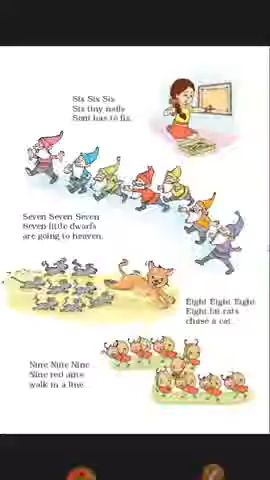 Six Six Six
Six tiny nails
Soni has to fix.
Seven Seven Seven
Seven little dwarfs
are going to heaven.
Eight Eight Eight
Eight fat rats
chase a cat.
Nine Nine Nine
Nine red ants
walk in a line.